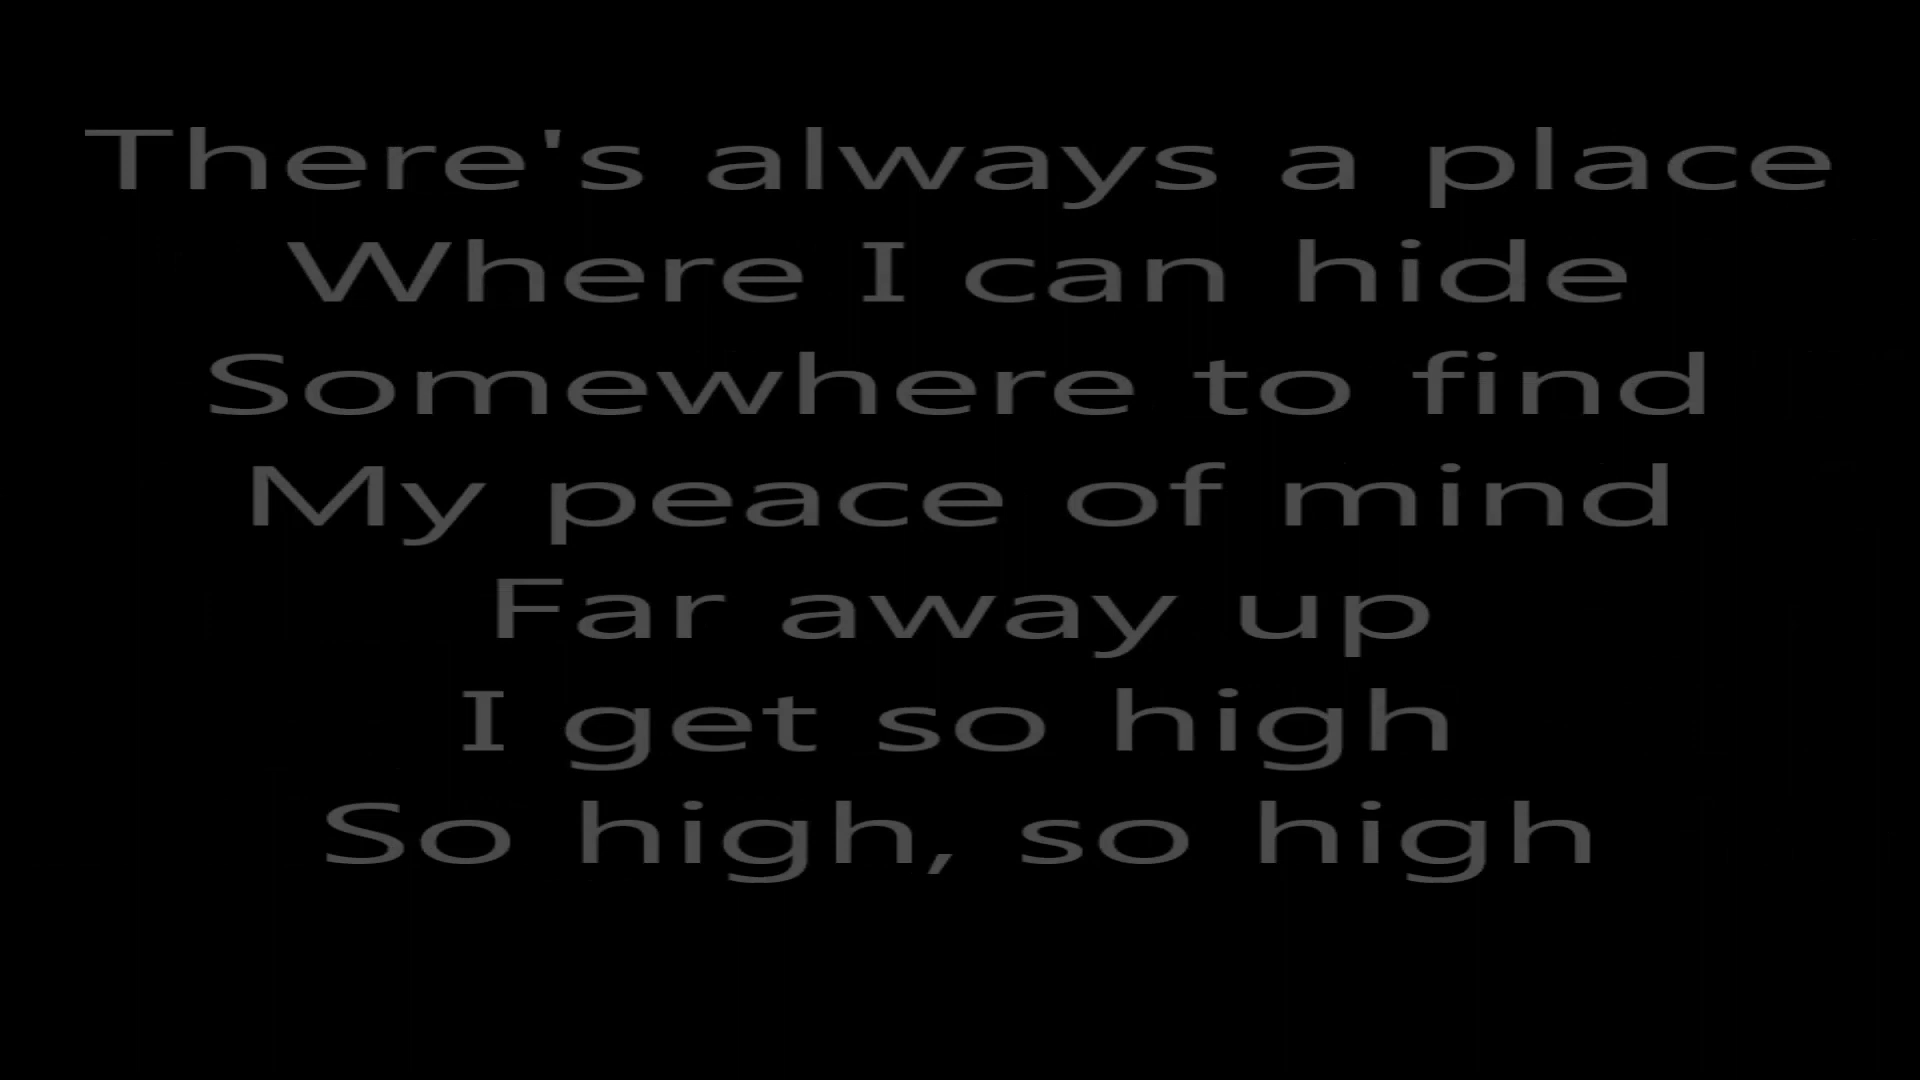 There's always a place
Where I can hide
Somewhere to find
My peace of mind
Far away up
I get so high
So high, so high